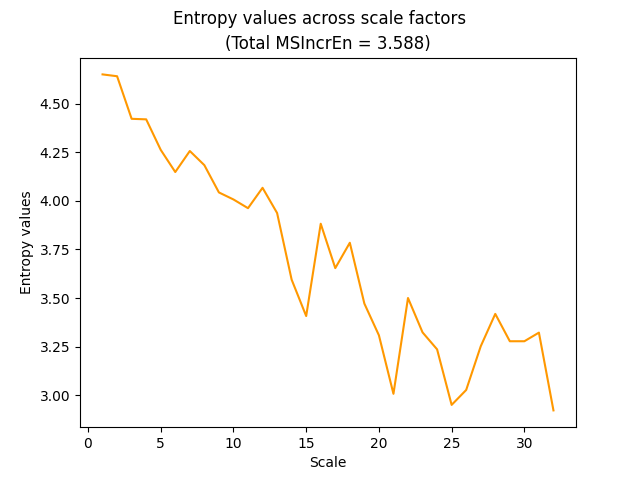 Entropy values across scale factors
(Total MSIncrEn = 3.588)
4.50
4.25
4.00
3.75
3.50
3.25
3.00
Entropy values
0 5 10 15 20 25 30
Scale